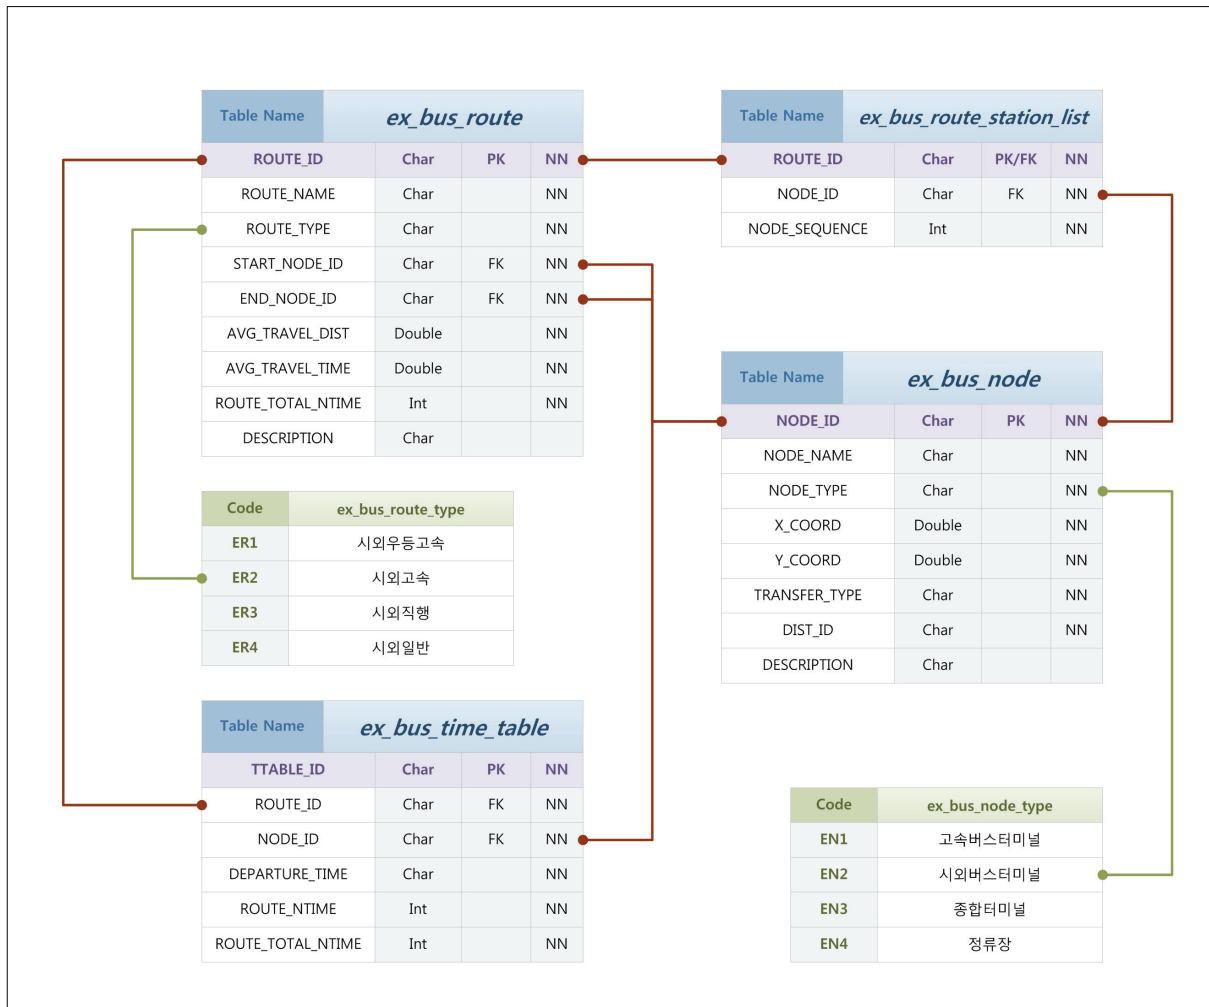 Table Name ex_bus_route
ROUTE_ID Char PK NN
ROUTE_NAME Char NN
ROUTE_TYPE Char NN
START_NODE_ID Char FK NN
END_NODE_ID Char FK NN
AVG_TRAVEL_DIST Double NN
AVG_TRAVEL_TIME Double NN
ROUTE_TOTAL_NTIME Int NN
DESCRIPTION Char
Code ex_bus_route_type
ER1 시외우등고속
ER2 시외고속
ER3 시외직행
ER4 시외일반
Table Name ex_bus_time_table
TTABLE_ID Char PK NN
ROUTE_ID Char FK NN
NODE_ID Char FK NN
DEPARTURE_TIME Char NN
ROUTE_NTIME Int NN
ROUTE_TOTAL_NTIME Int NN
Table Name ex_bus_route_station_list
ROUTE_ID Char PK/FK NN
NODE_ID Char FK NN
NODE_SEQUENCE Int NN
Table Name ex_bus_node
NODE_ID Char PK NN
NODE_NAME Char NN
NODE_TYPE Char NN
X_COORD Double NN
Y_COORD Double NN
TRANSFER_TYPE Char NN
DIST_ID Char NN
DESCRIPTION Char
Code ex_bus_node_type
EN1 고속버스터미널
EN2 시외버스터미널
EN3 종합터미널
EN4 정류장